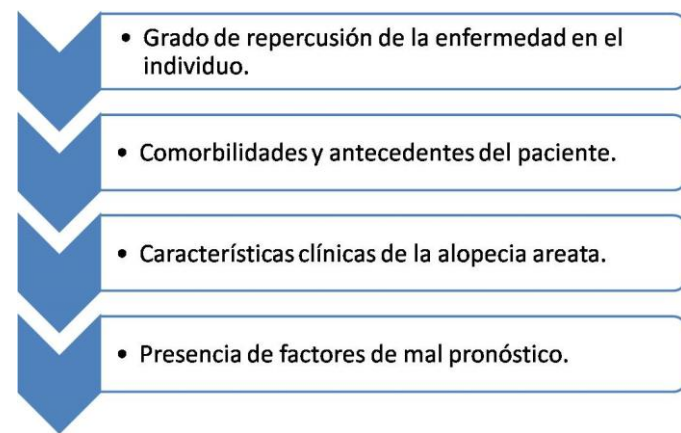 • Grado de repercusión de la enfermedad en el
individuo.
• Comorbilidades y antecedentes del paciente.
• Características clínicas de la alopecia areata.
• Presencia de factores de mal pronóstico.